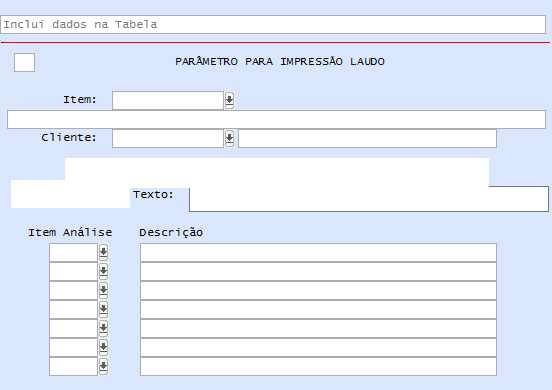 Inclui dados na Tabela
PARÂMETRO PARA IMPRESSÃO LAUDO
Item:
Cliente:
Texto:
Item Análise Descrição